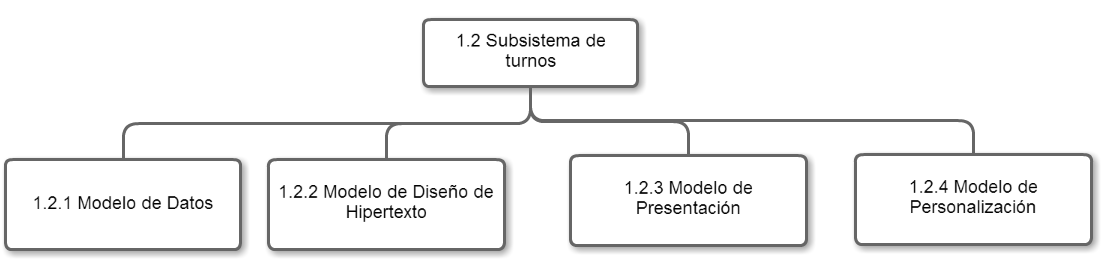 1.2 Subsistema de
turnos
1.2.1 Modelo de Datos
1.2.2 Modelo de Diseño de
Hipertexto
1.2.3 Modelo de
Presentación
1.2.4 Modelo de
Personalización